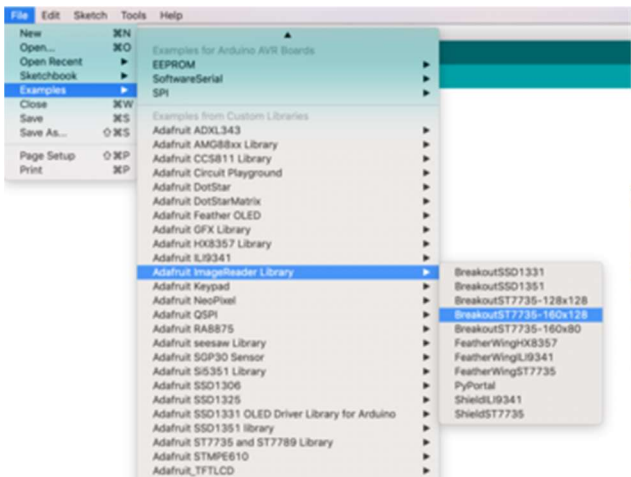 File Edit Sketch Tools Help
New ⌘N
Open... ⌘O
Open Recent ▶
Sketchbook ▶
Examples ▶
Close ⌘W
Save ⌘S
Save As... ⇧⌘S
Page Setup ⇧⌘P
Print ⌘P
▲
Examples for Arduino AVR Boards
EEPROM ▶
SoftwareSerial ▶
SPI ▶
Examples from Custom Libraries
Adafruit ADXL343 ▶
Adafruit AMG88xx Library ▶
Adafruit CCS811 Library ▶
Adafruit Circuit Playground ▶
Adafruit DotStar ▶
Adafruit DotStarMatrix ▶
Adafruit Feather OLED ▶
Adafruit GFX Library ▶
Adafruit HX8357 Library ▶
Adafruit ILI9341 ▶
Adafruit ImageReader Library ▶
Adafruit Keypad ▶
Adafruit NeoPixel ▶
Adafruit QSPI ▶
Adafruit RA8875 ▶
Adafruit seesaw Library ▶
Adafruit SGP30 Sensor ▶
Adafruit Si5351 Library ▶
Adafruit SSD1306 ▶
Adafruit SSD1325 ▶
Adafruit SSD1331 OLED Driver Library for Arduino ▶
Adafruit SSD1351 library ▶
Adafruit ST7735 and ST7789 Library ▶
Adafruit STMPE610 ▶
Adafruit_TFTLCD ▶
BreakoutSSD1331
BreakoutSSD1351
BreakoutST7735-128x128
BreakoutST7735-160x128
BreakoutST7735-160x80
FeatherWingHX8357
FeatherWingILI9341
FeatherWingST7735
PyPortal
ShieldILI9341
ShieldST7735